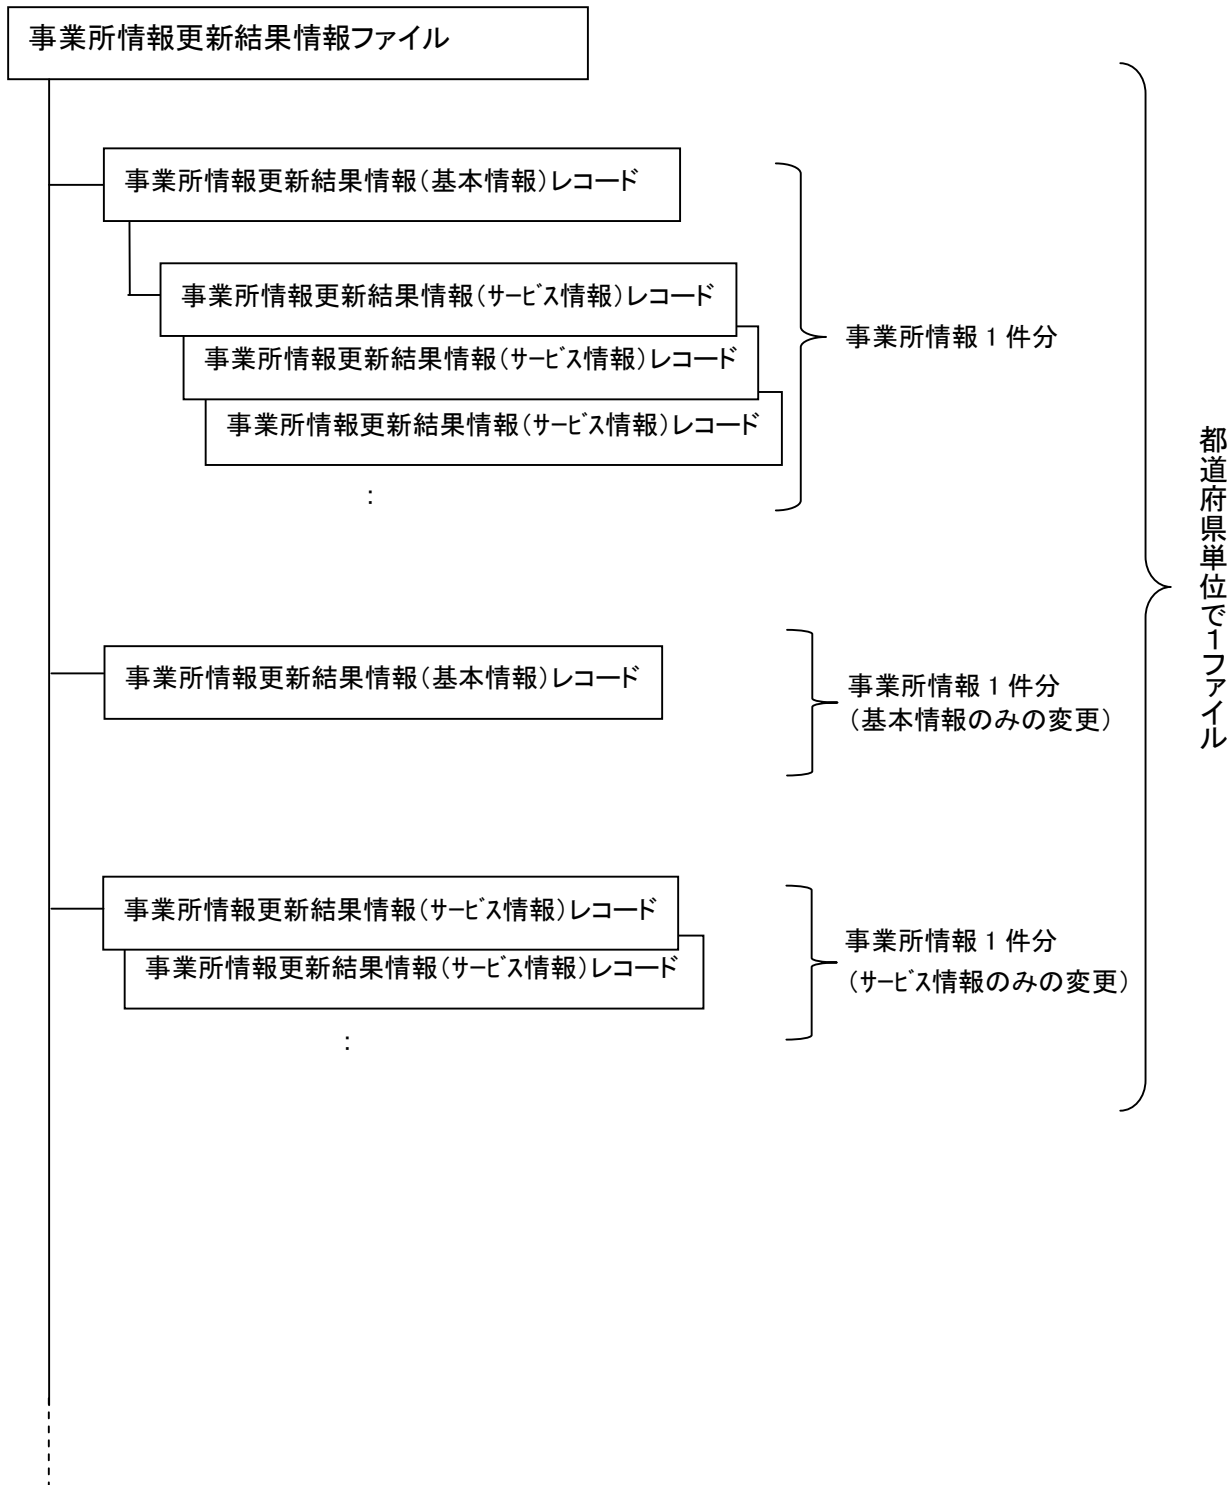 事業所情報更新結果情報ファイル
事業所情報更新結果情報（基本情報）レコード
事業所情報更新結果情報（ｻｰﾋﾞｽ情報）レコード
事業所情報更新結果情報（ｻｰﾋﾞｽ情報）レコード
事業所情報更新結果情報（ｻｰﾋﾞｽ情報）レコード
：
事業所情報 1 件分
事業所情報更新結果情報（基本情報）レコード
事業所情報 1 件分
（基本情報のみの変更）
事業所情報更新結果情報（ｻｰﾋﾞｽ情報）レコード
事業所情報更新結果情報（ｻｰﾋﾞｽ情報）レコード
：
事業所情報 1 件分
（ｻｰﾋﾞｽ情報のみの変更）
都道府県単位で1ファイル